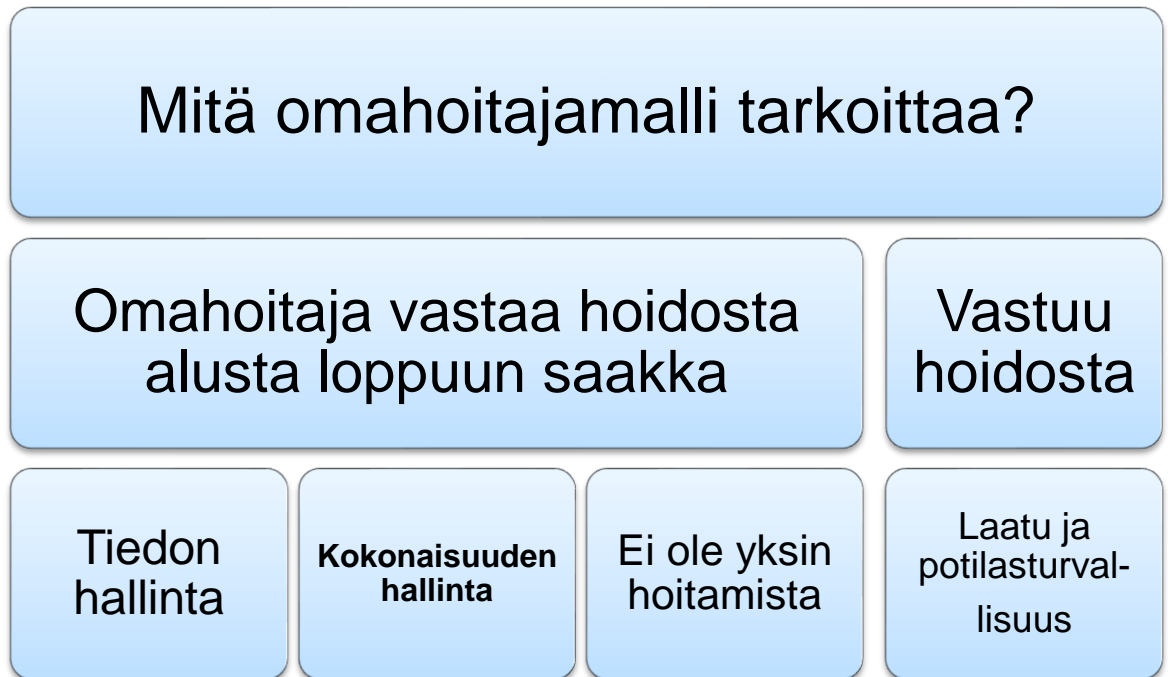 Mitä omahoitajamalli tarkoittaa?
Omahoitaja vastaa hoidosta
alusta loppuun saakka
Vastuu
hoidosta
Tiedon
hallinta
Kokonaisuuden
hallinta
Ei ole yksin
hoitamista
Laatu ja
potilasturval-
lisuus